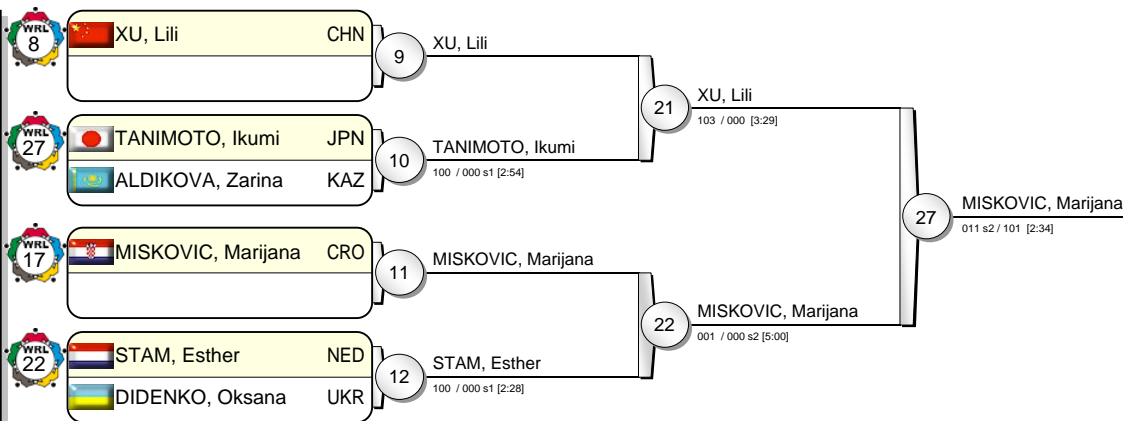 WRL
8
XU, Lili CHN
9
XU, Lili
21
XU, Lili
103 / 000 [3:29]
WRL
27
TANIMOTO, Ikumi JPN
ALDIKOVA, Zarina KAZ
10
TANIMOTO, Ikumi
100 / 000 s1 [2:54]
27
MISKOVIC, Marijana
011 s2 / 101 [2:34]
WRL
17
MISKOVIC, Marijana CRO
11
MISKOVIC, Marijana
22
MISKOVIC, Marijana
001 / 000 s2 [5:00]
WRL
22
STAM, Esther NED
DIDENKO, Oksana UKR
12
STAM, Esther
100 / 000 s1 [2:28]